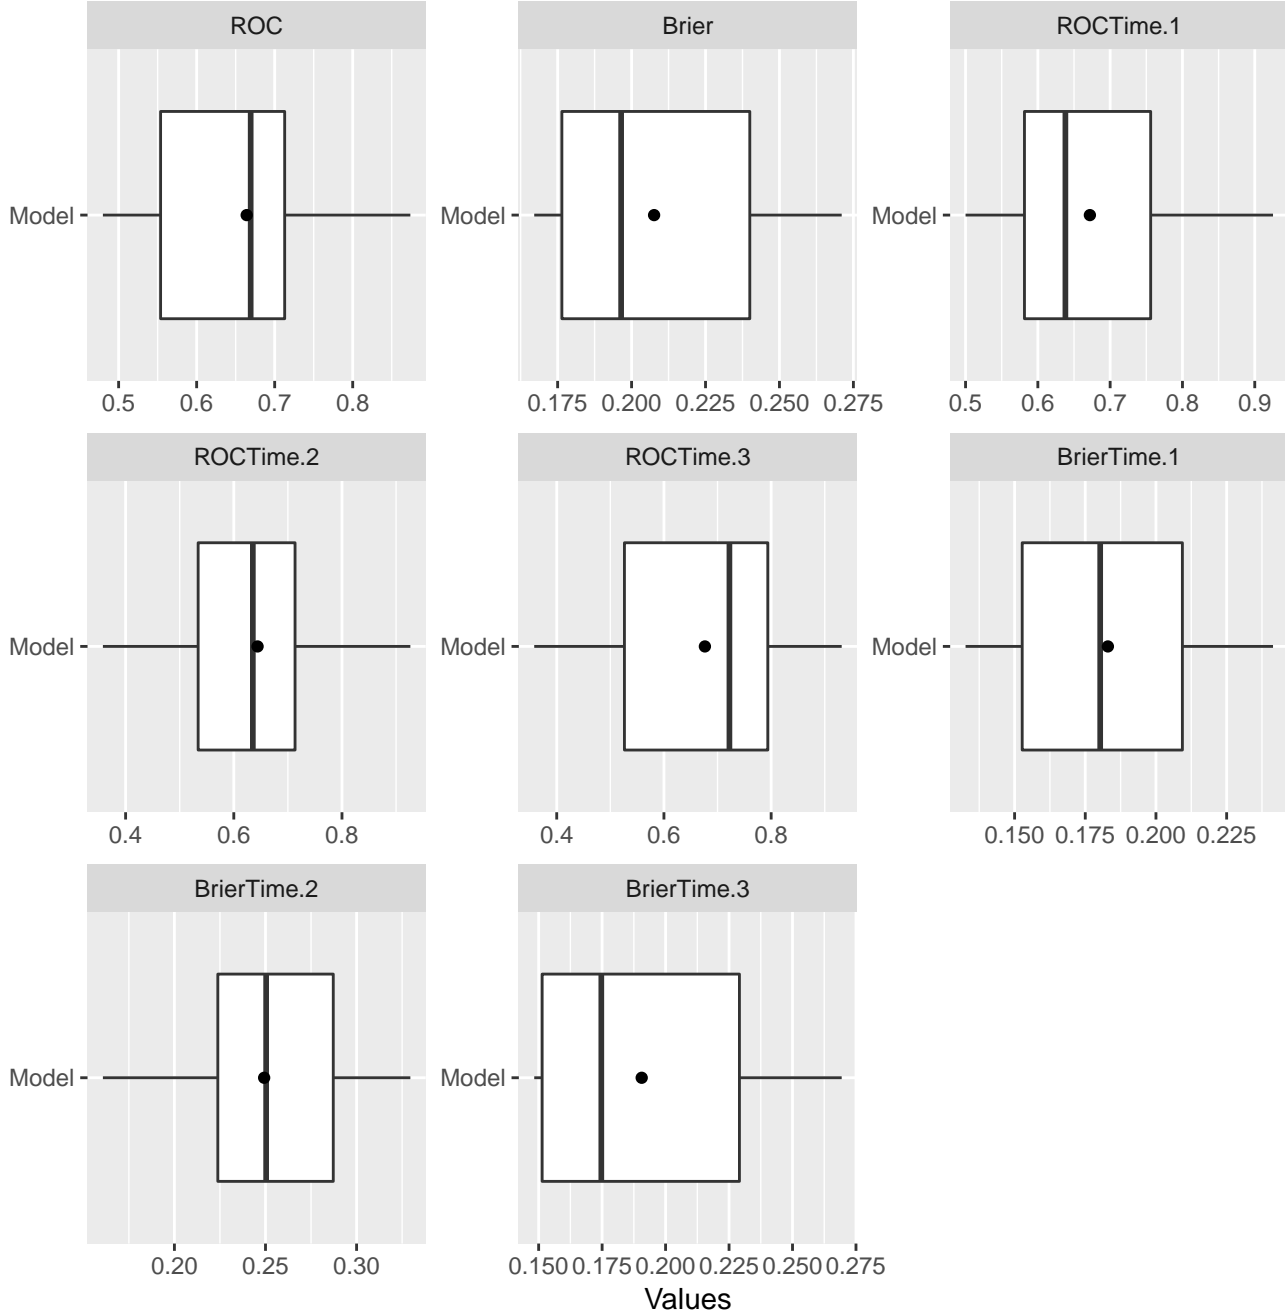 ROC Brier ROCTime.1
Model Model Model
0.5 0.6 0.7 0.8 0.175 0.200 0.225 0.250 0.275 0.5 0.6 0.7 0.8 0.9
ROCTime.2 ROCTime.3 BrierTime.1
Model Model Model
0.4 0.6 0.8 0.4 0.6 0.8 0.150 0.175 0.200 0.225
BrierTime.2 BrierTime.3
Model Model
0.20 0.25 0.30 0.150 0.175 0.200 0.225 0.250 0.275
Values